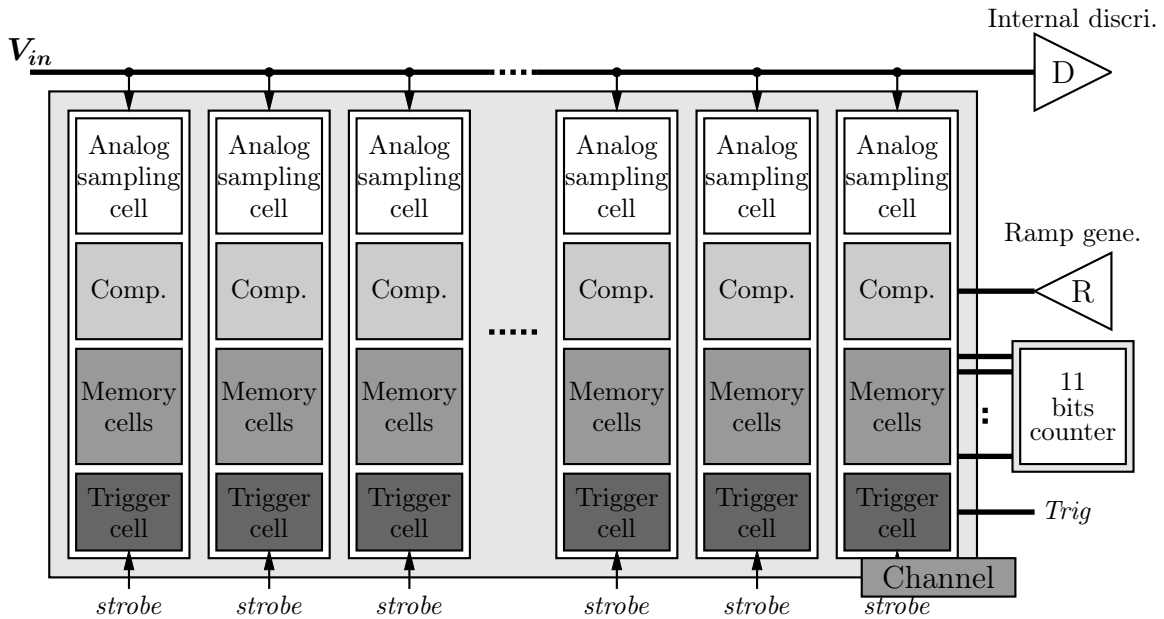 Internal discri.
V_in
D
Analog Analog Analog Analog Analog Analog
sampling sampling sampling sampling sampling sampling
cell cell cell cell cell cell
Ramp gene.
Comp. Comp. Comp. Comp. Comp. Comp.
R
Memory Memory Memory Memory Memory Memory
cells cells cells cells cells cells
11
bits
counter
Trigger Trigger Trigger Trigger Trigger Trigger
cell cell cell cell cell cell
Trig
Channel
strobe strobe strobe strobe strobe strobe